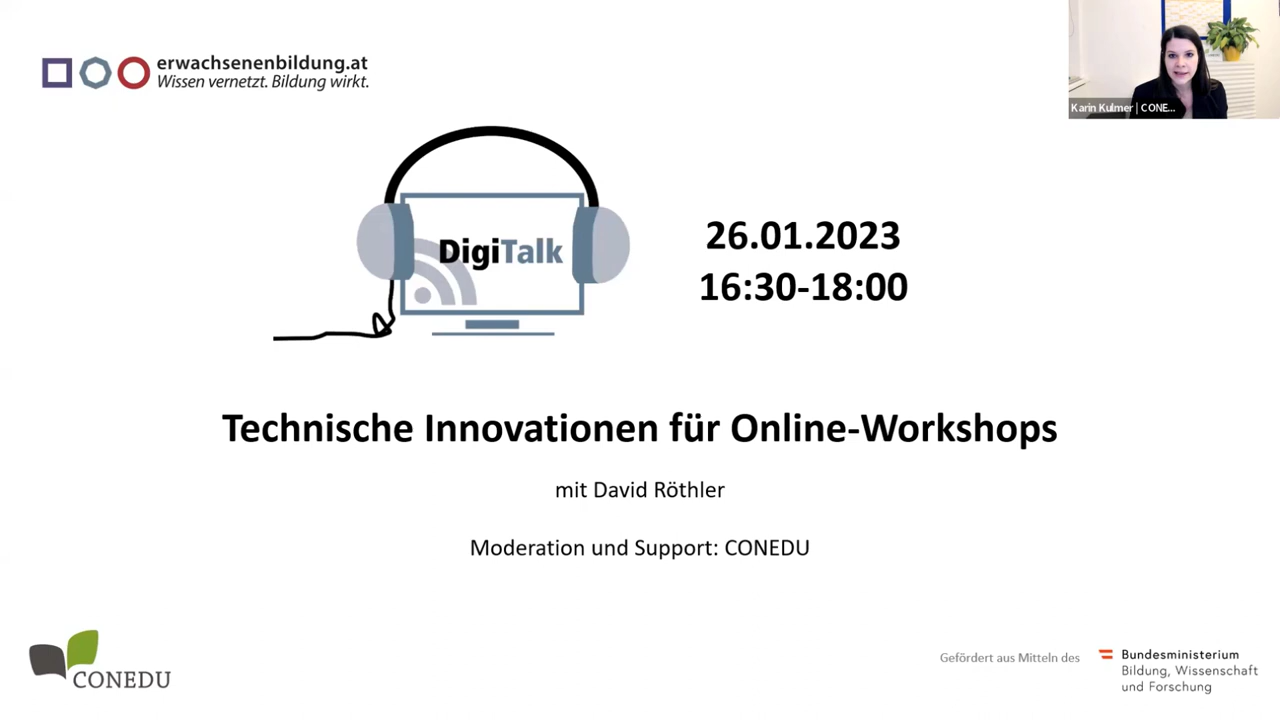 erwachsenenbildung.at
Wissen vernetzt. Bildung wirkt.
Karin Kulmer | CONE...
DigiTalk
26.01.2023
16:30-18:00
Technische Innovationen für Online-Workshops
mit David Röthler
Moderation und Support: CONEDU
CONEDU
Gefördert aus Mitteln des
Bundesministerium
Bildung, Wissenschaft
und Forschung